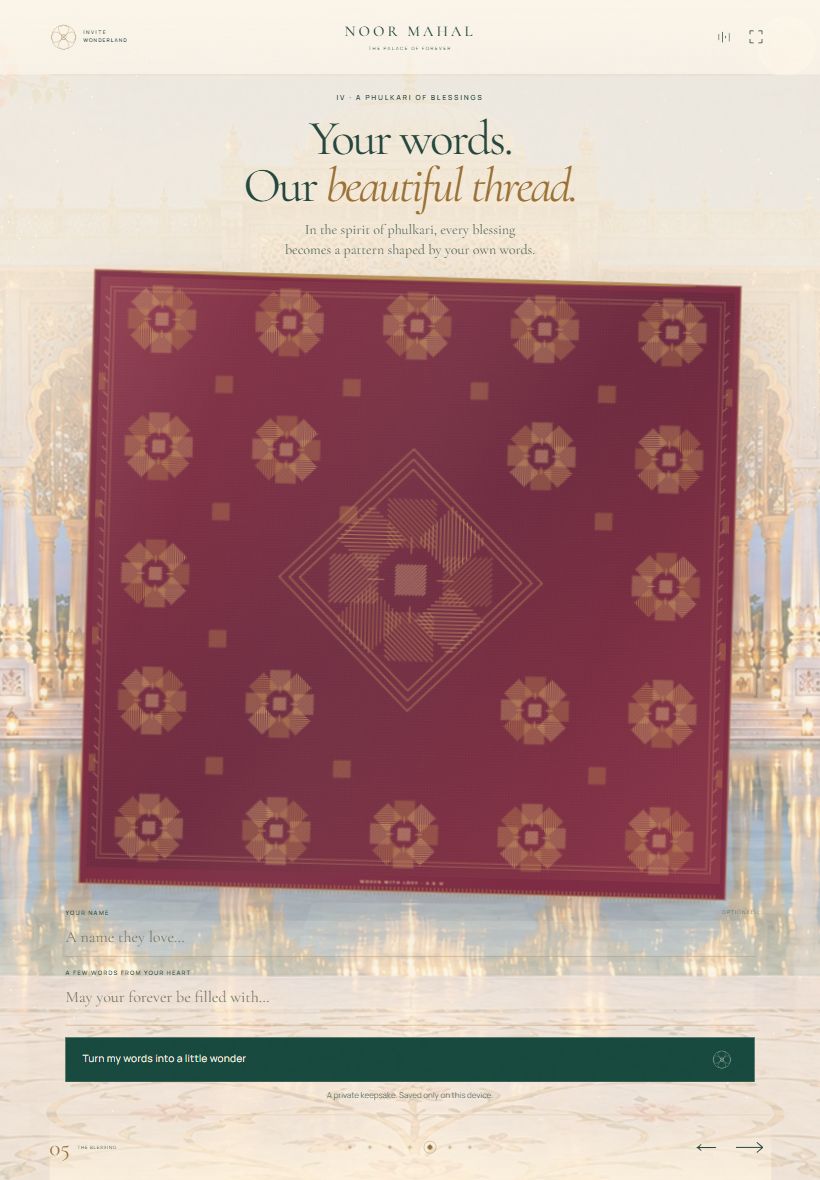 INVITE
WONDERLAND
NOOR MAHAL
THE PALACE OF FOREVER
IV · A PHULKARI OF BLESSINGS
Your words.
Our beautiful thread.
In the spirit of phulkari, every blessing
becomes a pattern shaped by your own words.
WOVEN WITH LOVE ·
YOUR NAME
OPTIONAL
A name they love...
A FEW WORDS FROM YOUR HEART
May your forever be filled with...
Turn my words into a little wonder
A private keepsake. Saved only on this device.
05
THE BLESSING